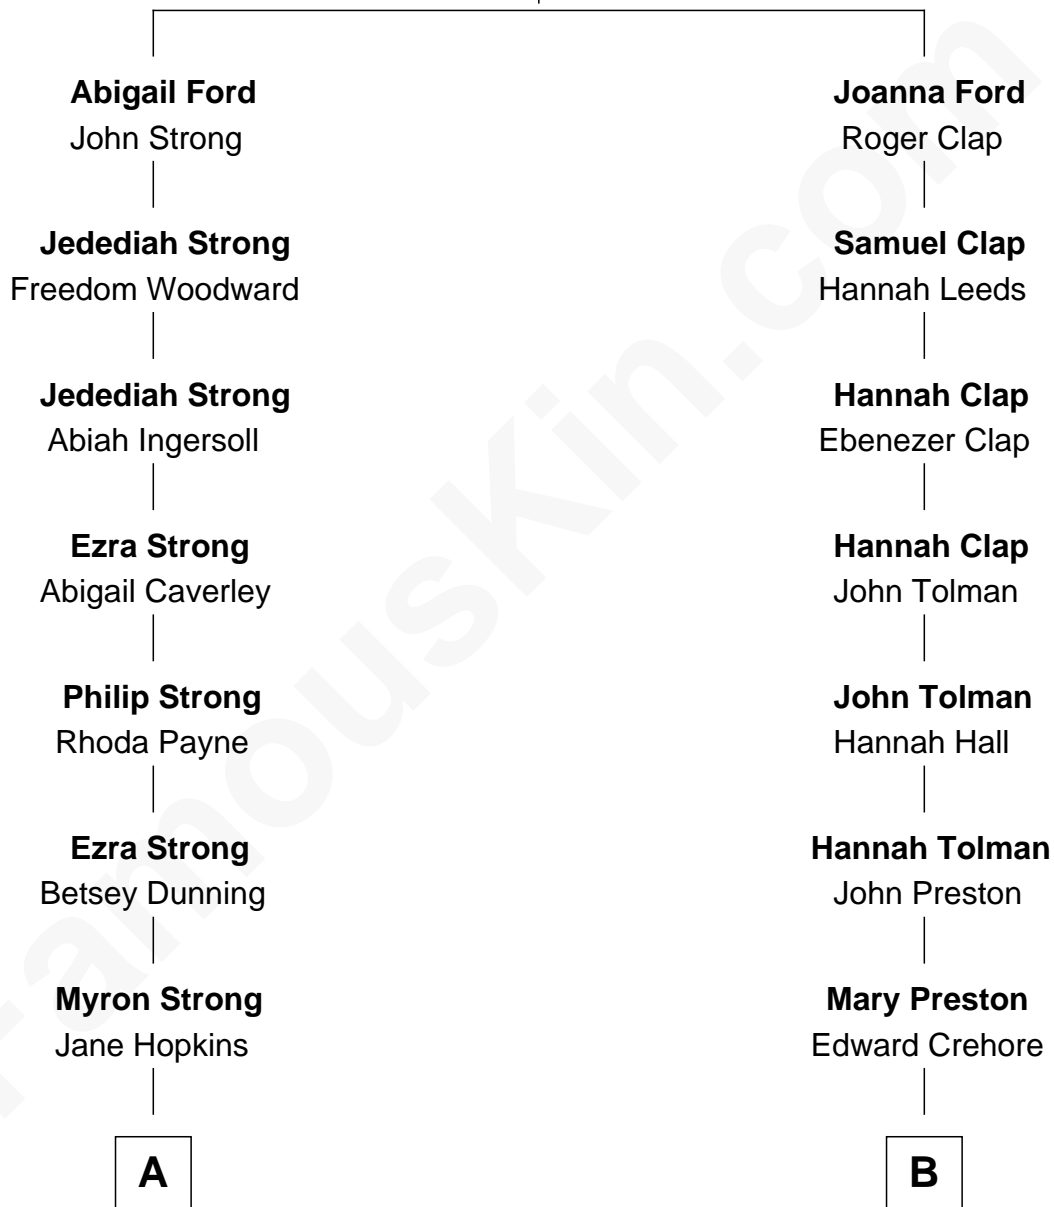 Abigail Ford
John Strong
Jedediah Strong
Freedom Woodward
Jedediah Strong
Abiah Ingersoll
Ezra Strong
Abigail Caverley
Philip Strong
Rhoda Payne
Ezra Strong
Betsey Dunning
Myron Strong
Jane Hopkins
A
Joanna Ford
Roger Clap
Samuel Clap
Hannah Leeds
Hannah Clap
Ebenezer Clap
Hannah Clap
John Tolman
John Tolman
Hannah Hall
Hannah Tolman
John Preston
Mary Preston
Edward Crehore
B
FamousKin.com